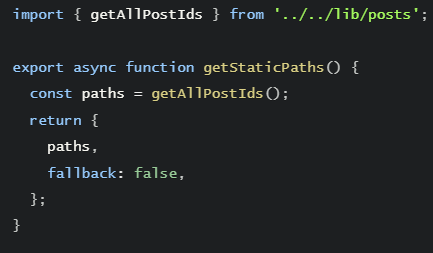 import { getAllPostIds } from '../../lib/posts';
export async function getStaticPaths() {
const paths = getAllPostIds();
return {
paths,
fallback: false,
};
}